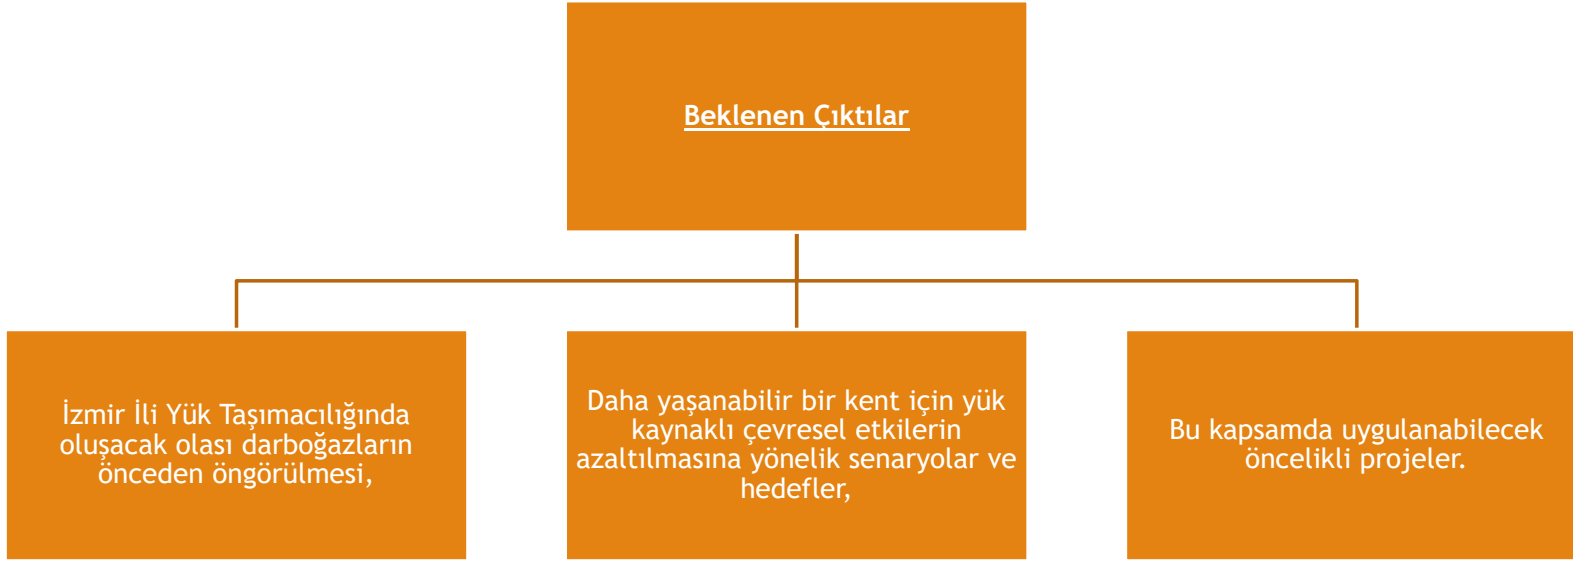 Beklenen Çıktılar
İzmir İli Yük Taşımacılığında
oluşacak olası darboğazların
önceden öngörülmesi,
Daha yaşanabilir bir kent için yük
kaynaklı çevresel etkilerin
azaltılmasına yönelik senaryolar ve
hedefler,
Bu kapsamda uygulanabilecek
öncelikli projeler.